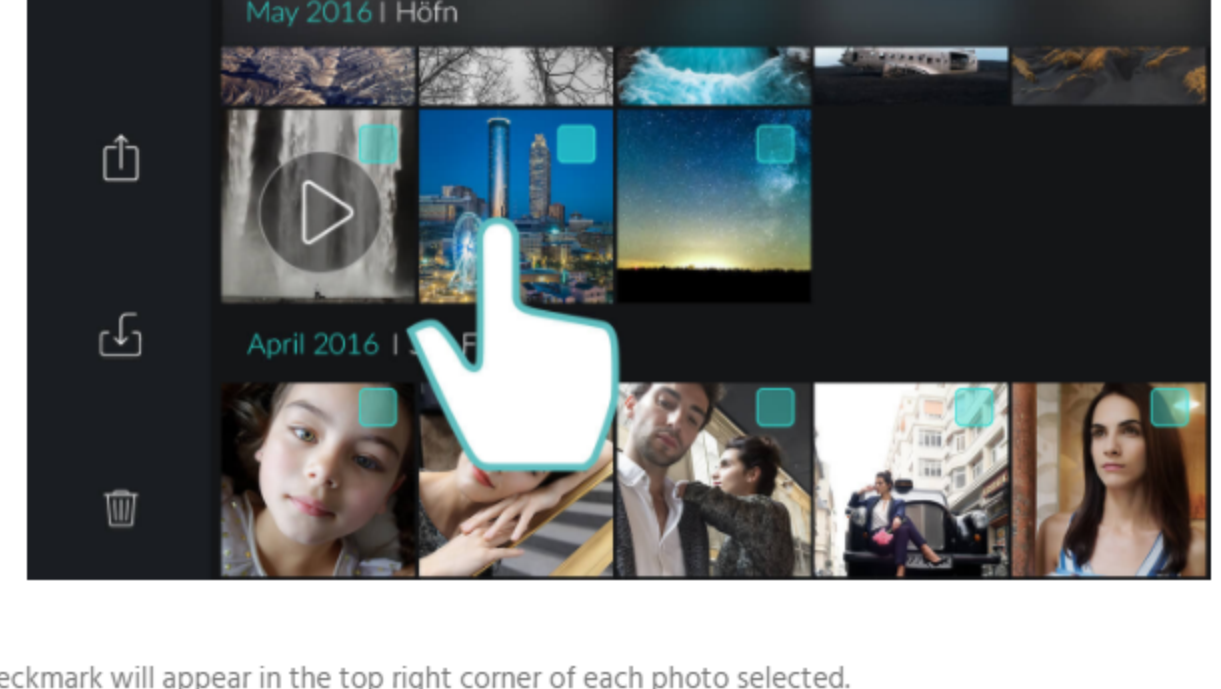 May 2016 | Höfn
April 2016 |
eckmark will appear in the top right corner of each photo selected.